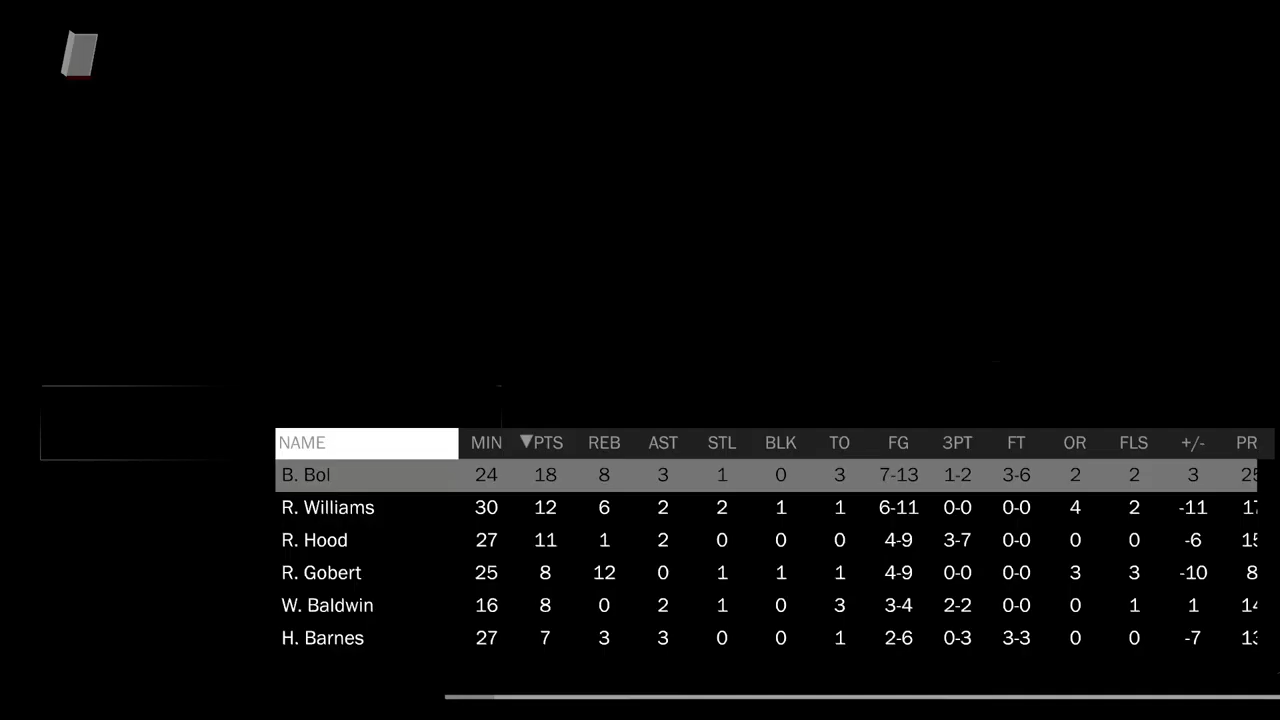 NAME MIN ▼PTS REB AST STL BLK TO FG 3PT FT OR FLS +/- PR
B. Bol 24 18 8 3 1 0 3 7-13 1-2 3-6 2 2 3
R. Williams 30 12 6 2 2 1 1 6-11 0-0 0-0 4 2 -11
R. Hood 27 11 1 2 0 0 0 4-9 3-7 0-0 0 0 -6
R. Gobert 25 8 12 0 1 1 1 4-9 0-0 0-0 3 3 -10 8
W. Baldwin 16 8 0 2 1 0 3 3-4 2-2 0-0 0 1 1
H. Barnes 27 7 3 3 0 0 1 2-6 0-3 3-3 0 0 -7